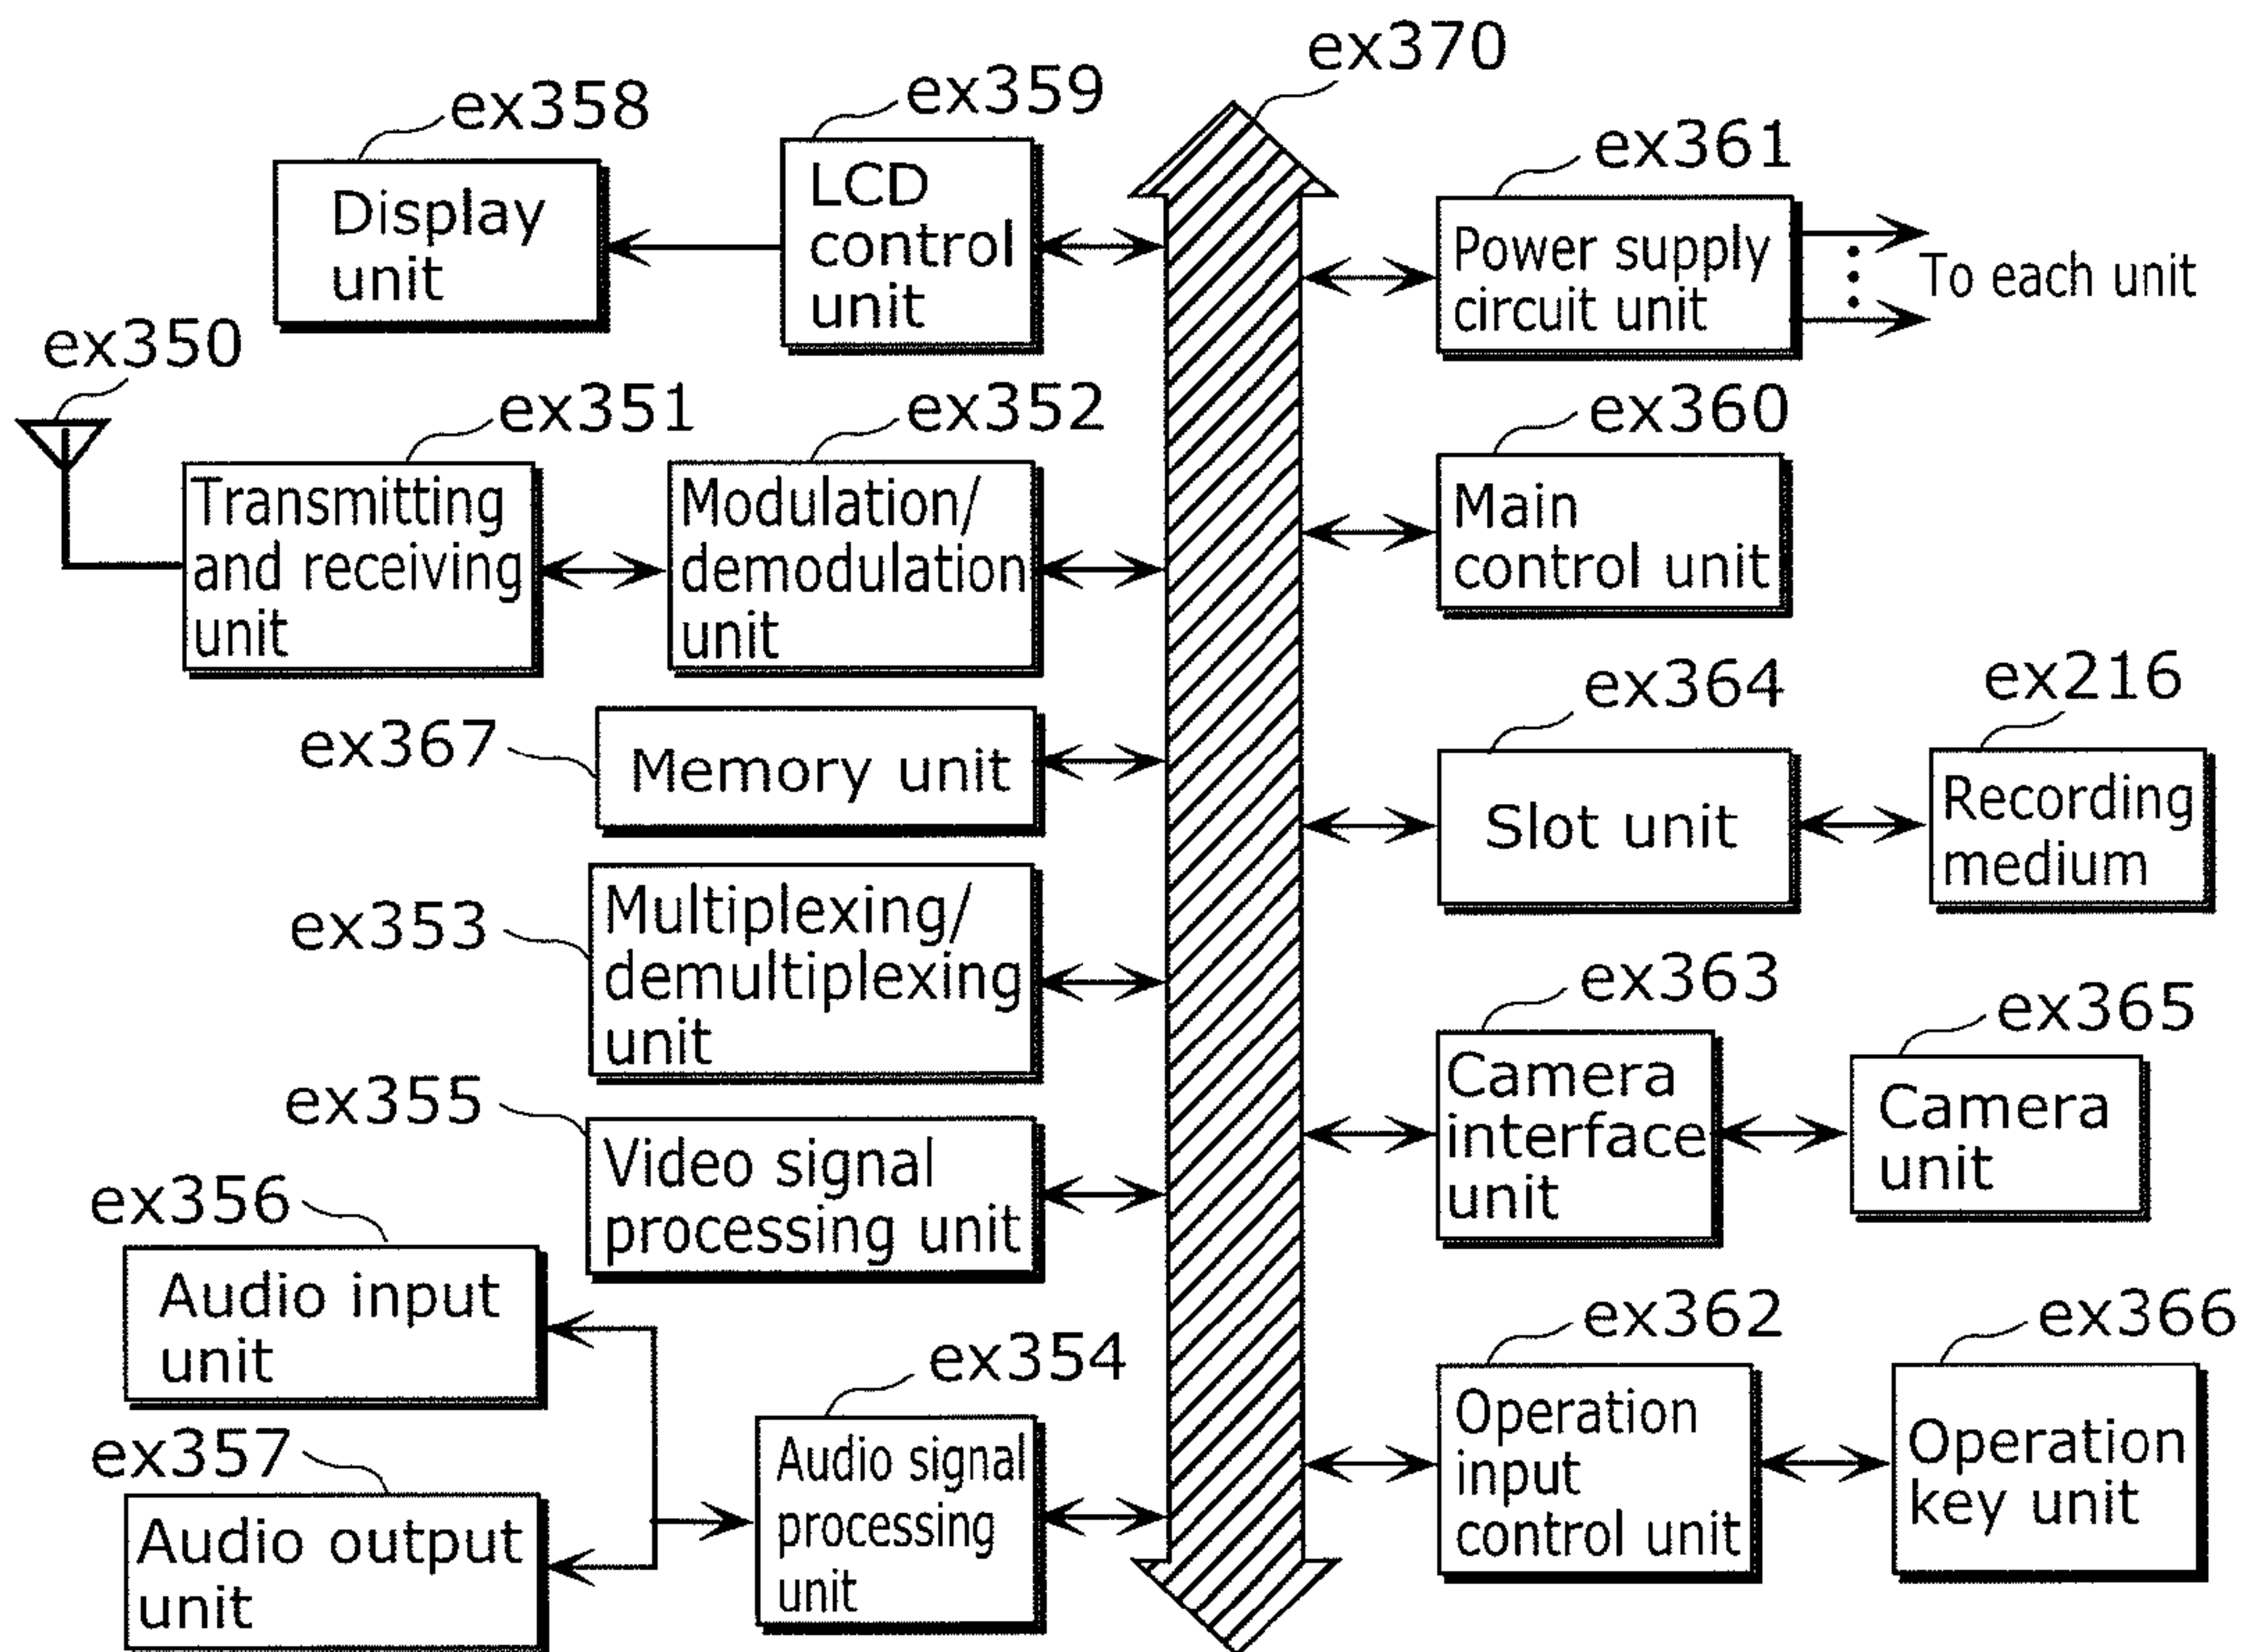 ex370
ex358
ex359
ex361
Display
unit
LCD
control
unit
Power supply
circuit unit
To each unit
ex350
ex351
ex352
ex360
Transmitting
and receiving
unit
Modulation/
demodulation
unit
Main
control unit
ex367
Memory unit
ex364
ex216
Slot unit
Recording
medium
ex353
Multiplexing/
demultiplexing
unit
ex363
ex365
Camera
interface
unit
Camera
unit
ex355
Video signal
processing unit
ex356
Audio input
unit
ex354
ex362
ex366
ex357
Audio output
unit
Audio signal
processing
unit
Operation
input
control unit
Operation
key unit